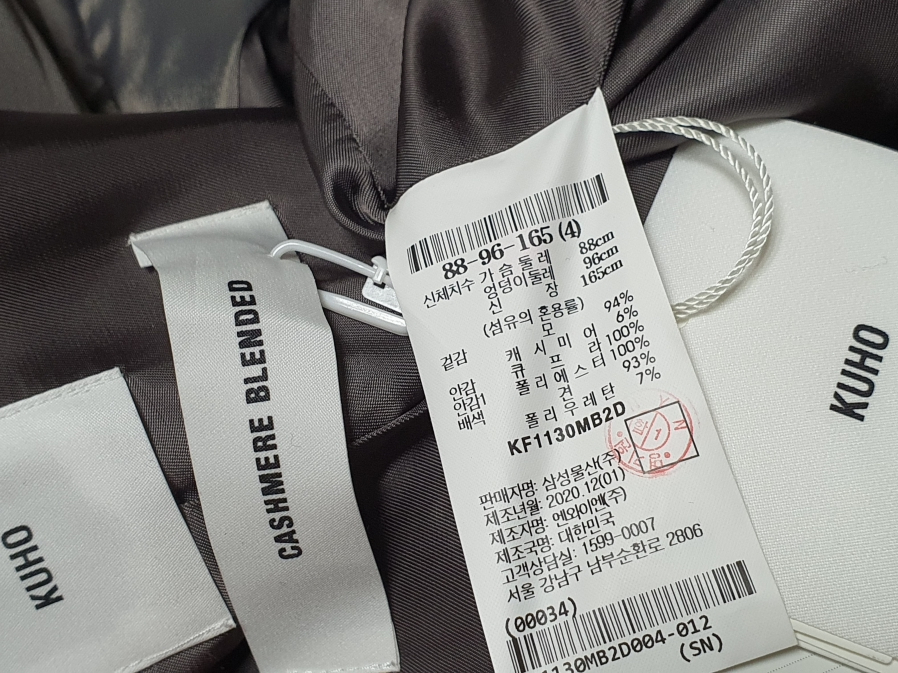 KUHO
CASHMERE BLENDED
88-96-165 (4)
신체치수 가슴둘레 88cm
엉덩이둘레 96cm
신 장 165cm
(섬유의 혼용률)
겉감 모 94%
캐시미어 6%
안감 큐프라 100%
안감1 폴리에스터 100%
배색 견 93%
폴리우레탄 7%
KF1130MB2D
판매자명: 삼성물산(주)
제조년월: 2020.12(01)
제조자명: 엔와이엔(주)
제조국명: 대한민국
고객상담실: 1599-0007
서울 강남구 남부순환로 2806
(00034)
1130MB2D004-012
(SN)
KUHO